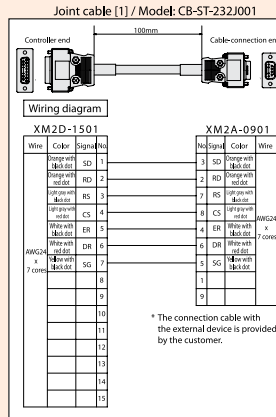 Joint cable [1] / Model: CB-ST-232J001
100mm
Controller end
Cable-connection en
Wiring diagram
XM2D-1501
Wire Color Signal No.
Orange with black dot SD 1
Orange with red dot RD 2
Light gray with black dot RS 3
Light gray with red dot CS 4
White with black dot ER 5
White with red dot DR 6
Yellow with black dot SG 7
AWG24 x 7 cores
8
9
10
11
12
13
14
15
XM2A-0901
No. Signal Color Wire
3 SD Orange with black dot
2 RD Orange with red dot
7 RS Light gray with black dot
8 CS Light gray with red dot
4 ER White with black dot
6 DR White with red dot
5 SG Yellow with black dot
1
9
AWG24 x 7 cores
* The connection cable with
the external device is provided
by the customer.